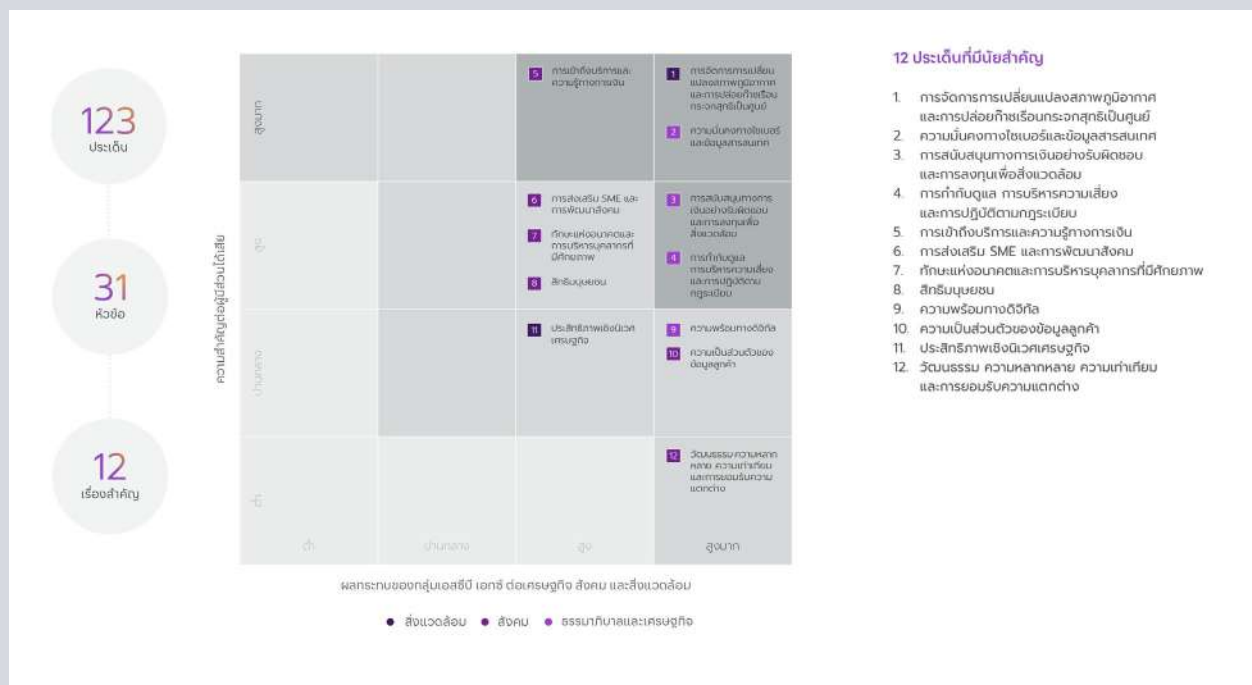 123
ประเด็น
31
หัวข้อ
12
เรื่องสำคัญ
ความสำคัญต่อผู้มีส่วนได้เสีย
สูงมาก
สูง
ปานกลาง
ต่ำ
5 การเข้าถึงบริการและ
ความรู้ทางการเงิน
1 การจัดการการเปลี่ยน
แปลงสภาพภูมิอากาศ
และการปล่อยก๊าซเรือน
กระจกสุทธิเป็นศูนย์
2 ความมั่นคงทางไซเบอร์
และข้อมูลสารสนเทศ
6 การส่งเสริม SME และ
การพัฒนาสังคม
7 ทักษะแห่งอนาคตและ
การบริหารบุคลากรที่
มีศักยภาพ
8 สิทธิมนุษยชน
3 การสนับสนุนทางการ
เงินอย่างรับผิดชอบ
และการลงทุนเพื่อ
สิ่งแวดล้อม
4 การกำกับดูแล
การบริหารความเสี่ยง
และการปฏิบัติตาม
กฎระเบียบ
11 ประสิทธิภาพเชิงนิเวศ
เศรษฐกิจ
9 ความพร้อมทางดิจิทัล
10 ความเป็นส่วนตัวของ
ข้อมูลลูกค้า
12 วัฒนธรรม ความหลาก
หลาย ความเท่าเทียม
และการยอมรับความ
แตกต่าง
ต่ำ ปานกลาง สูง สูงมาก
ผลกระทบของกลุ่มเอสซีบี เอกซ์ ต่อเศรษฐกิจ สังคม และสิ่งแวดล้อม
สิ่งแวดล้อม สังคม ธรรมาภิบาลและเศรษฐกิจ
12 ประเด็นที่มีนัยสำคัญ
1. การจัดการการเปลี่ยนแปลงสภาพภูมิอากาศ
และการปล่อยก๊าซเรือนกระจกสุทธิเป็นศูนย์
2. ความมั่นคงทางไซเบอร์และข้อมูลสารสนเทศ
3. การสนับสนุนทางการเงินอย่างรับผิดชอบ
และการลงทุนเพื่อสิ่งแวดล้อม
4. การกำกับดูแล การบริหารความเสี่ยง
และการปฏิบัติตามกฎระเบียบ
5. การเข้าถึงบริการและความรู้ทางการเงิน
6. การส่งเสริม SME และการพัฒนาสังคม
7. ทักษะแห่งอนาคตและการบริหารบุคลากรที่มีศักยภาพ
8. สิทธิมนุษยชน
9. ความพร้อมทางดิจิทัล
10. ความเป็นส่วนตัวของข้อมูลลูกค้า
11. ประสิทธิภาพเชิงนิเวศเศรษฐกิจ
12. วัฒนธรรม ความหลากหลาย ความเท่าเทียม
และการยอมรับความแตกต่าง